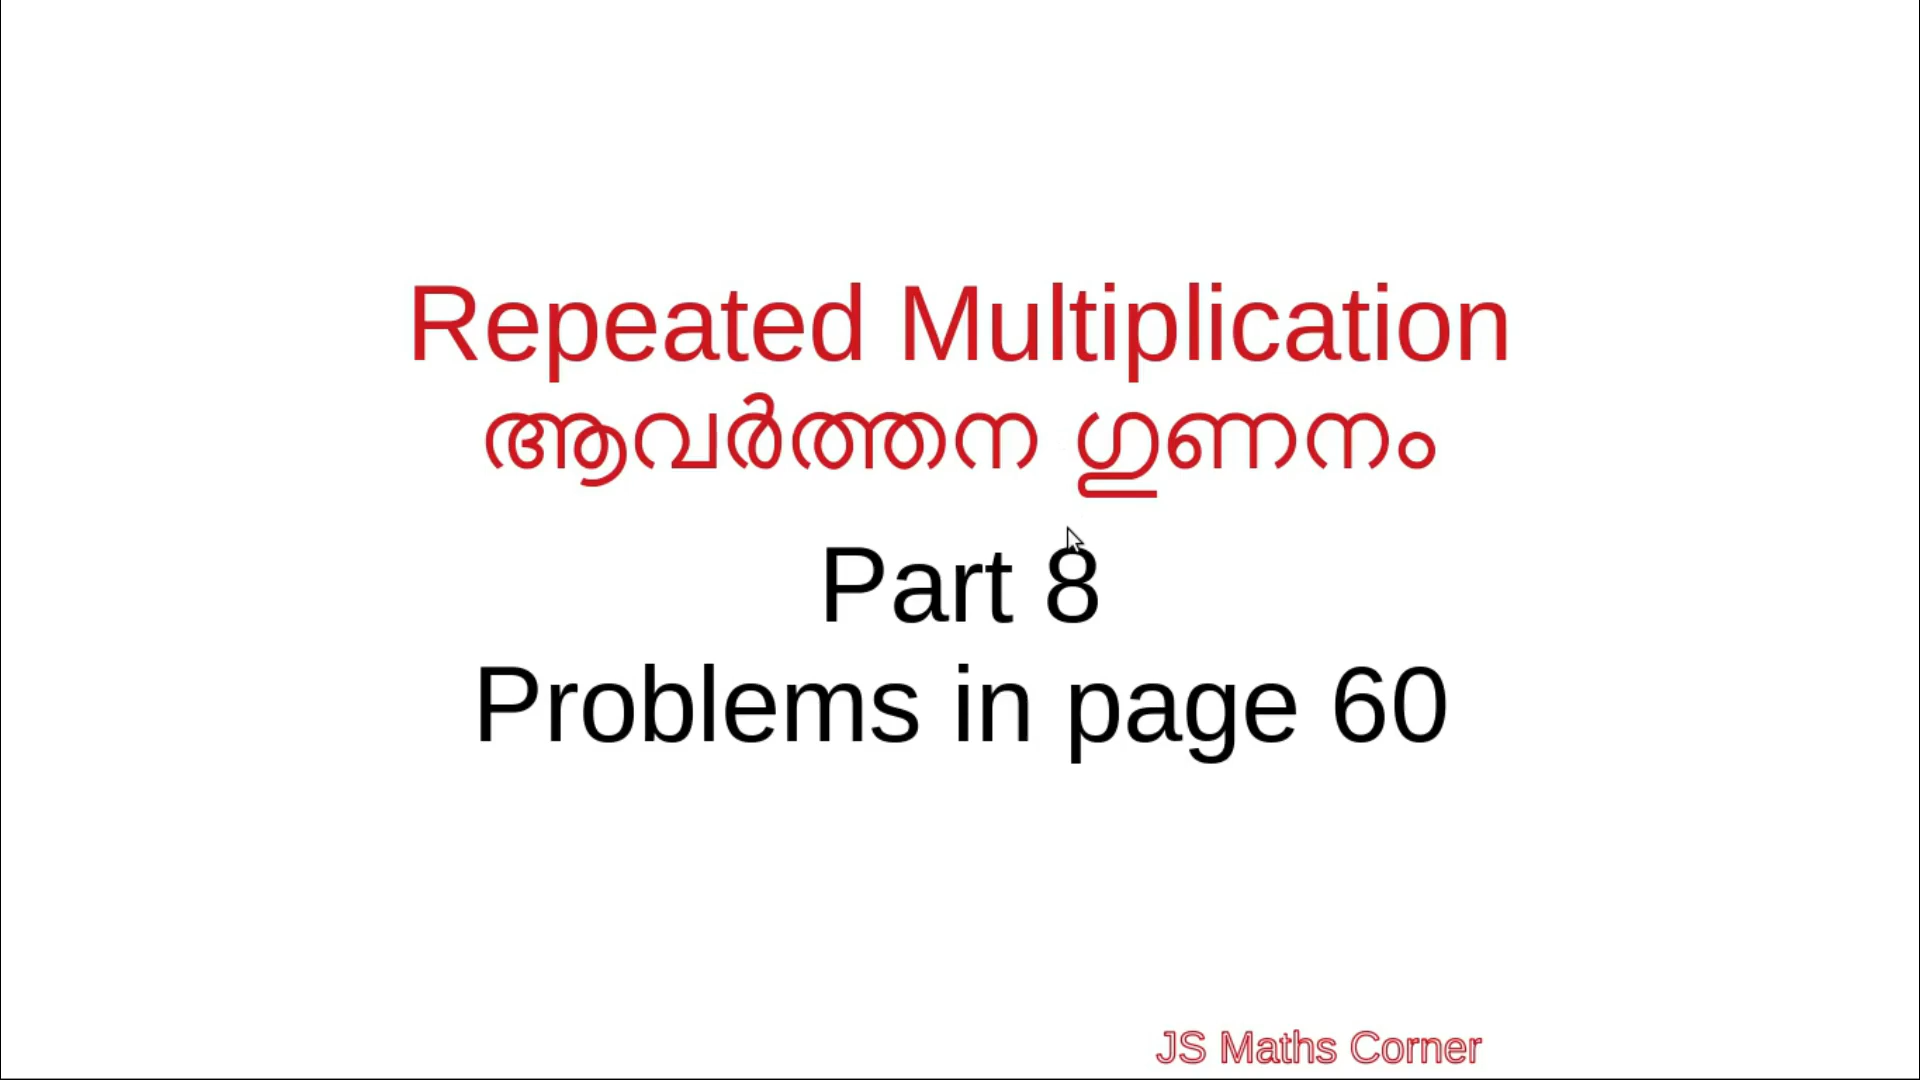 Repeated Multiplication
ആവർത്തന ഗുണനം
Part 8
Problems in page 60
JS Maths Corner